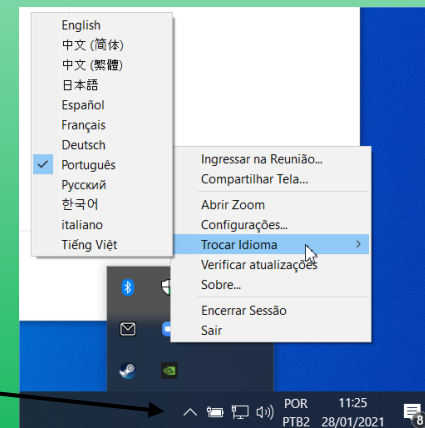 English
中文 (简体)
中文 (繁體)
日本語
Español
Français
Deutsch
Português
Русский
한국어
italiano
Tiếng Việt
Ingressar na Reunião...
Compartilhar Tela...
Abrir Zoom
Configurações...
Trocar Idioma
Verificar atualizações
Sobre...
Encerrar Sessão
Sair
POR 11:25
PTB2 28/01/2021
8